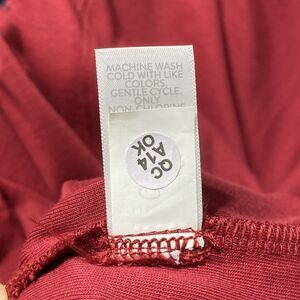 MACHINE WASH
COLD WITH LIKE
COLORS.
GENTLE CYCLE.
ONLY
NON-CHLORINE
QC
A14
OK